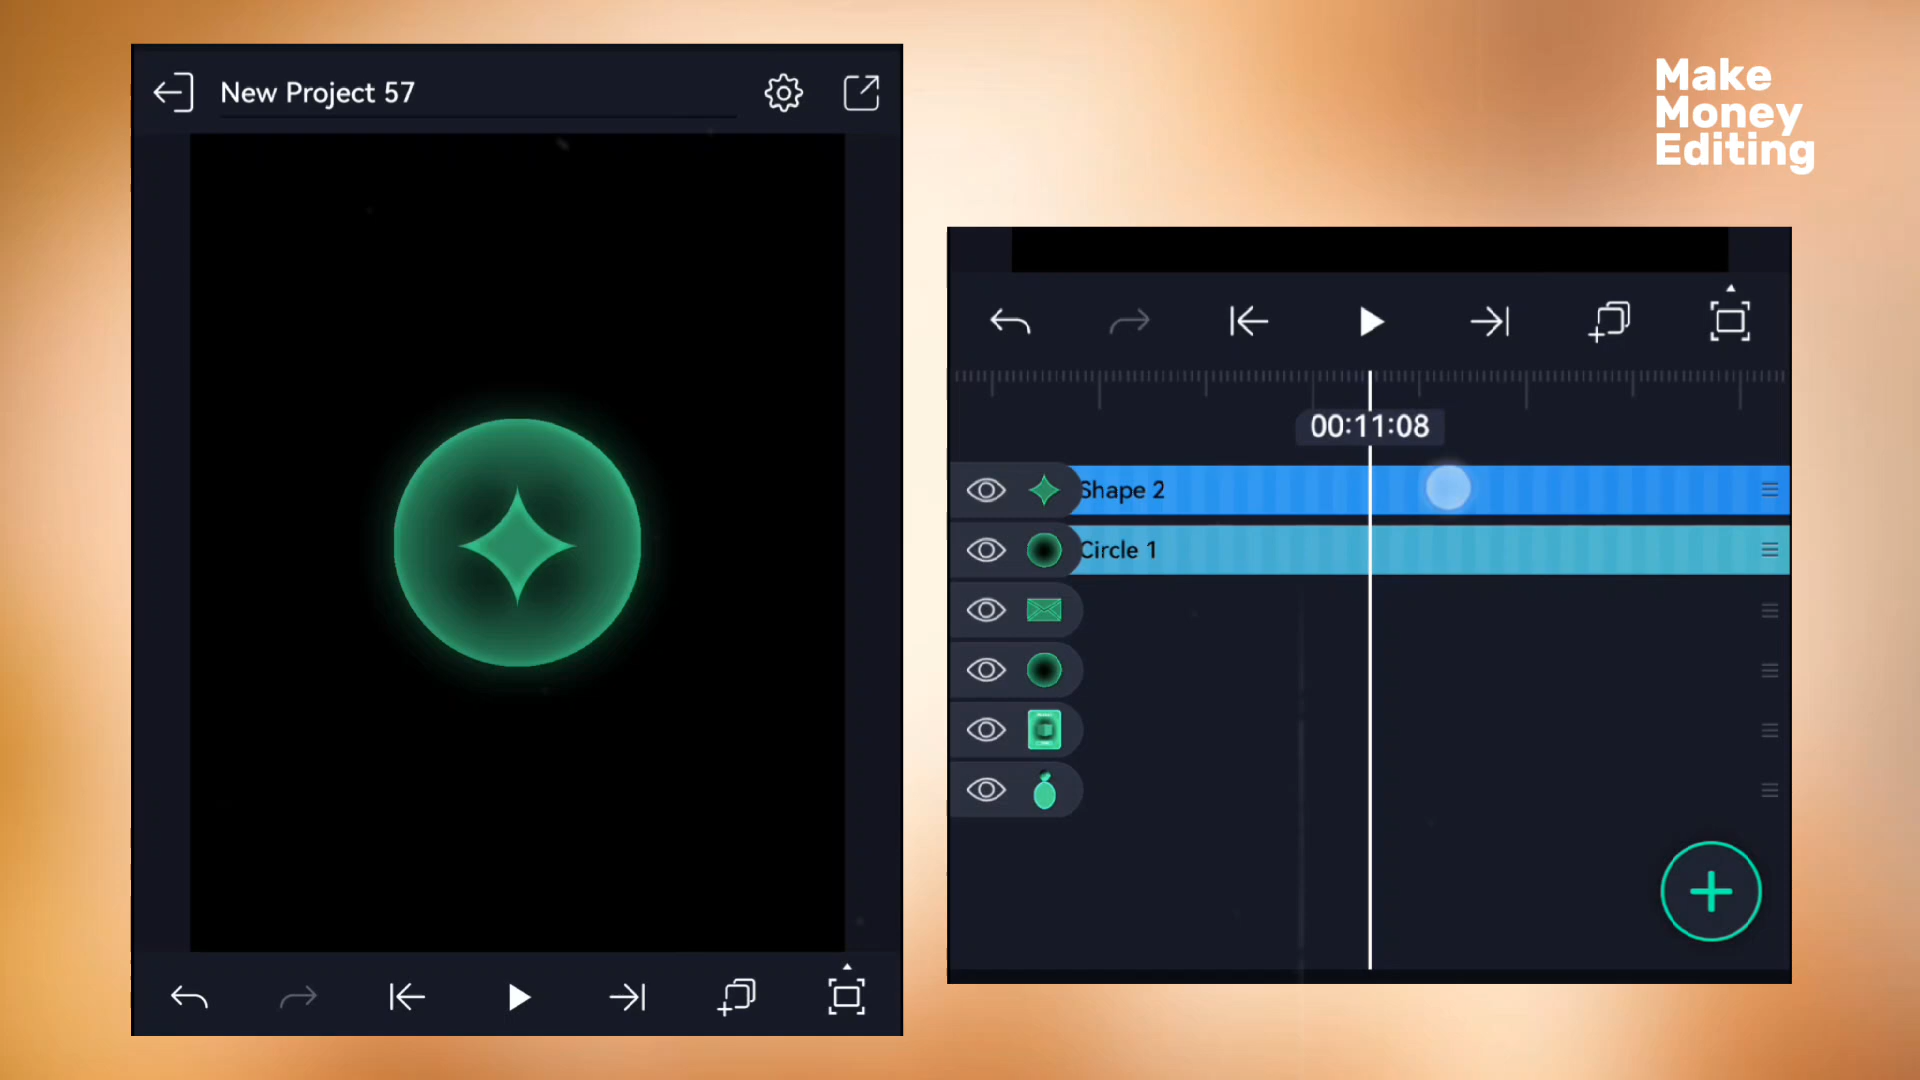 New Project 57
Make
Money
Editing
00:11:08
Shape 2
Circle 1